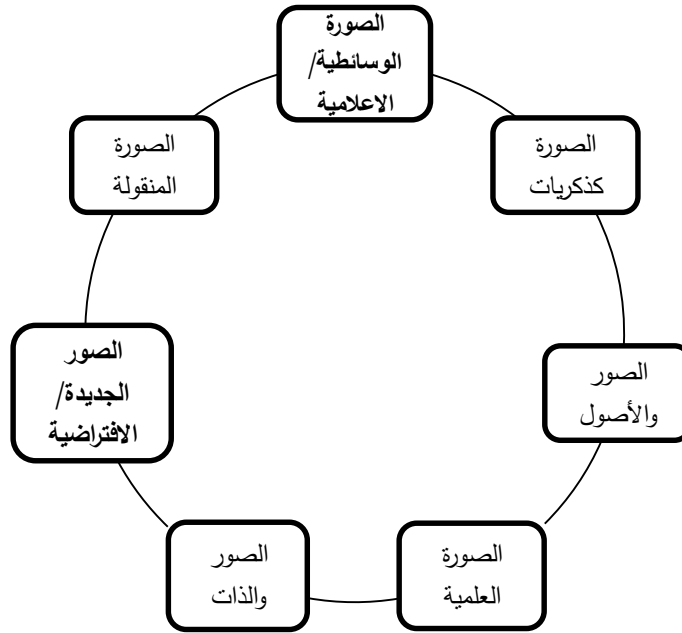 الصورة
الوسائطية/
الاعلامية
الصورة
كذكريات
الصور
والأصول
الصورة
العلمية
الصور
والذات
الصور
الجديدة/
الافتراضية
الصورة
المنقولة